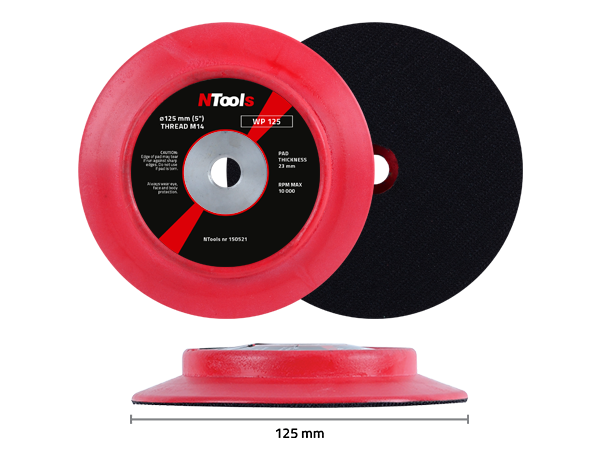 NTools
ø125 mm (5")
THREAD M14
WP 125
CAUTION:
Edge of pad may tear
if run against sharp
edges. Do not use
if pad is torn.
Always wear eye,
face and body
protection.
PAD
THICKNESS
23 mm
RPM MAX
10 000
NTools nr 150521
125 mm